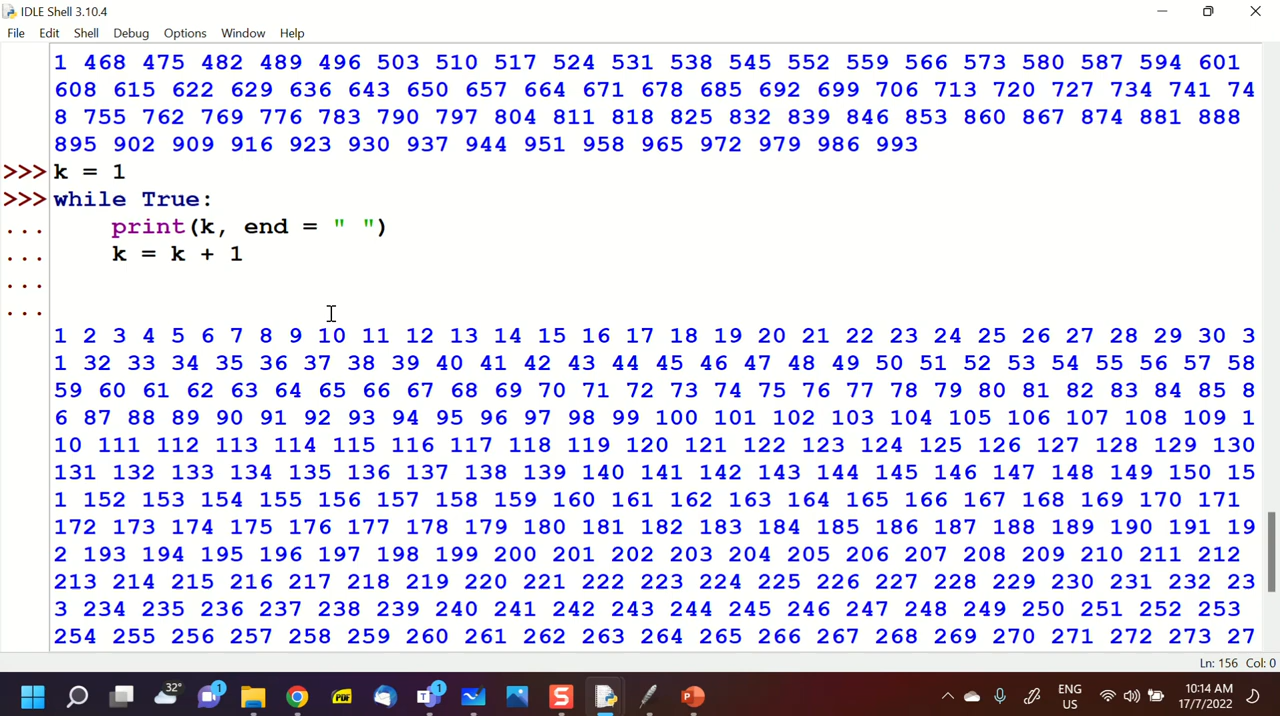 IDLE Shell 3.10.4
File Edit Shell Debug Options Window Help
1 468 475 482 489 496 503 510 517 524 531 538 545 552 559 566 573 580 587 594 601
608 615 622 629 636 643 650 657 664 671 678 685 692 699 706 713 720 727 734 741 74
8 755 762 769 776 783 790 797 804 811 818 825 832 839 846 853 860 867 874 881 888
895 902 909 916 923 930 937 944 951 958 965 972 979 986 993
>>> k = 1
>>> while True:
... print(k, end = " ")
... k = k + 1
...
...
1 2 3 4 5 6 7 8 9 10 11 12 13 14 15 16 17 18 19 20 21 22 23 24 25 26 27 28 29 30 3
1 32 33 34 35 36 37 38 39 40 41 42 43 44 45 46 47 48 49 50 51 52 53 54 55 56 57 58
59 60 61 62 63 64 65 66 67 68 69 70 71 72 73 74 75 76 77 78 79 80 81 82 83 84 85 8
6 87 88 89 90 91 92 93 94 95 96 97 98 99 100 101 102 103 104 105 106 107 108 109 1
10 111 112 113 114 115 116 117 118 119 120 121 122 123 124 125 126 127 128 129 130
131 132 133 134 135 136 137 138 139 140 141 142 143 144 145 146 147 148 149 150 15
1 152 153 154 155 156 157 158 159 160 161 162 163 164 165 166 167 168 169 170 171
172 173 174 175 176 177 178 179 180 181 182 183 184 185 186 187 188 189 190 191 19
2 193 194 195 196 197 198 199 200 201 202 203 204 205 206 207 208 209 210 211 212
213 214 215 216 217 218 219 220 221 222 223 224 225 226 227 228 229 230 231 232 23
3 234 235 236 237 238 239 240 241 242 243 244 245 246 247 248 249 250 251 252 253
254 255 256 257 258 259 260 261 262 263 264 265 266 267 268 269 270 271 272 273 27
Ln: 156 Col: 0
32° 1 PDF 1 S ENG 10:14 AM
US 17/7/2022